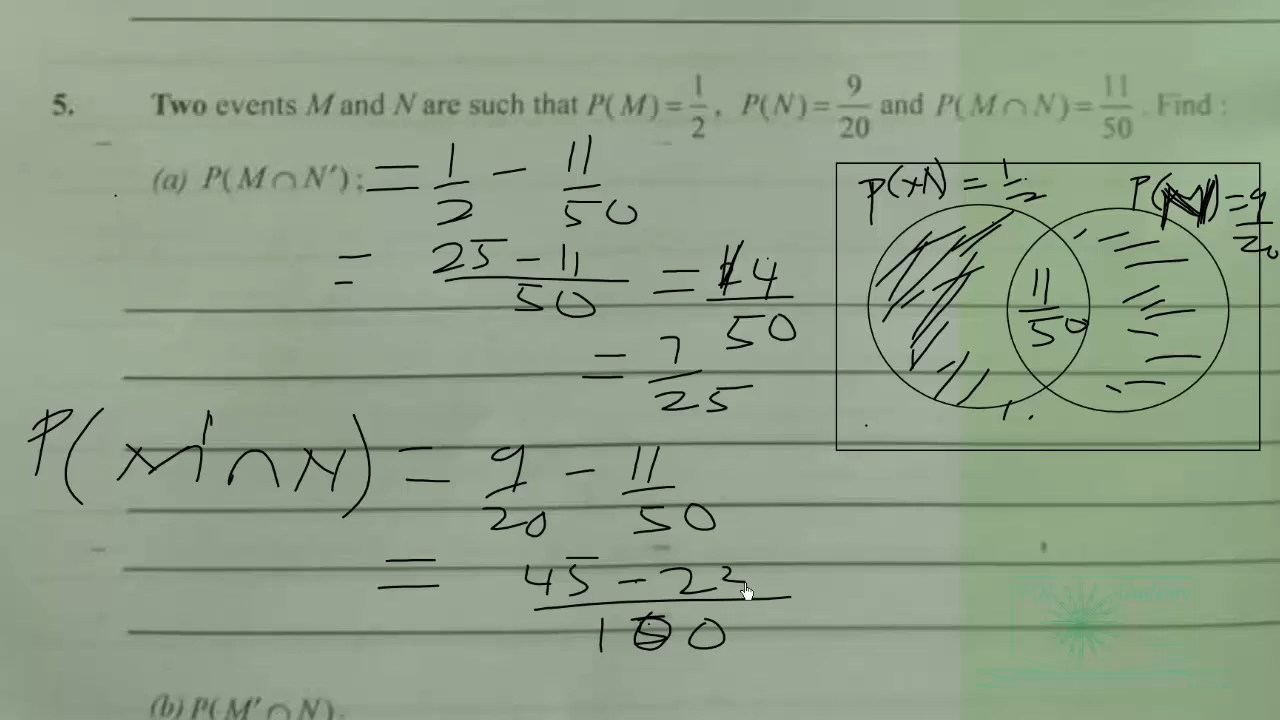 5. Two events M and N are such that P(M) = 1/2, P(N) = 9/20 and P(M ∩ N) = 11/50. Find :
(a) P(M ∩ N') : = 1/2 - 11/50
= (25 - 11)/50 = 14/50
= 7/25
P(M' ∩ N) = 9/20 - 11/50
= (45 - 22)/100
(b) P(M' ∩ N).
= 1/2
= 9/20
11/50
Academy